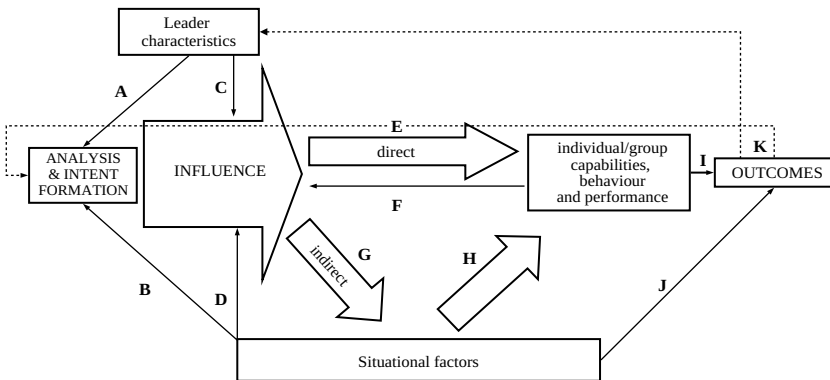 Leader
characteristics
A
C
E
ANALYSIS
& INTENT
FORMATION
INFLUENCE
direct
individual/group
capabilities,
behaviour
and performance
I
K
OUTCOMES
F
G
indirect
H
B
D
J
Situational factors